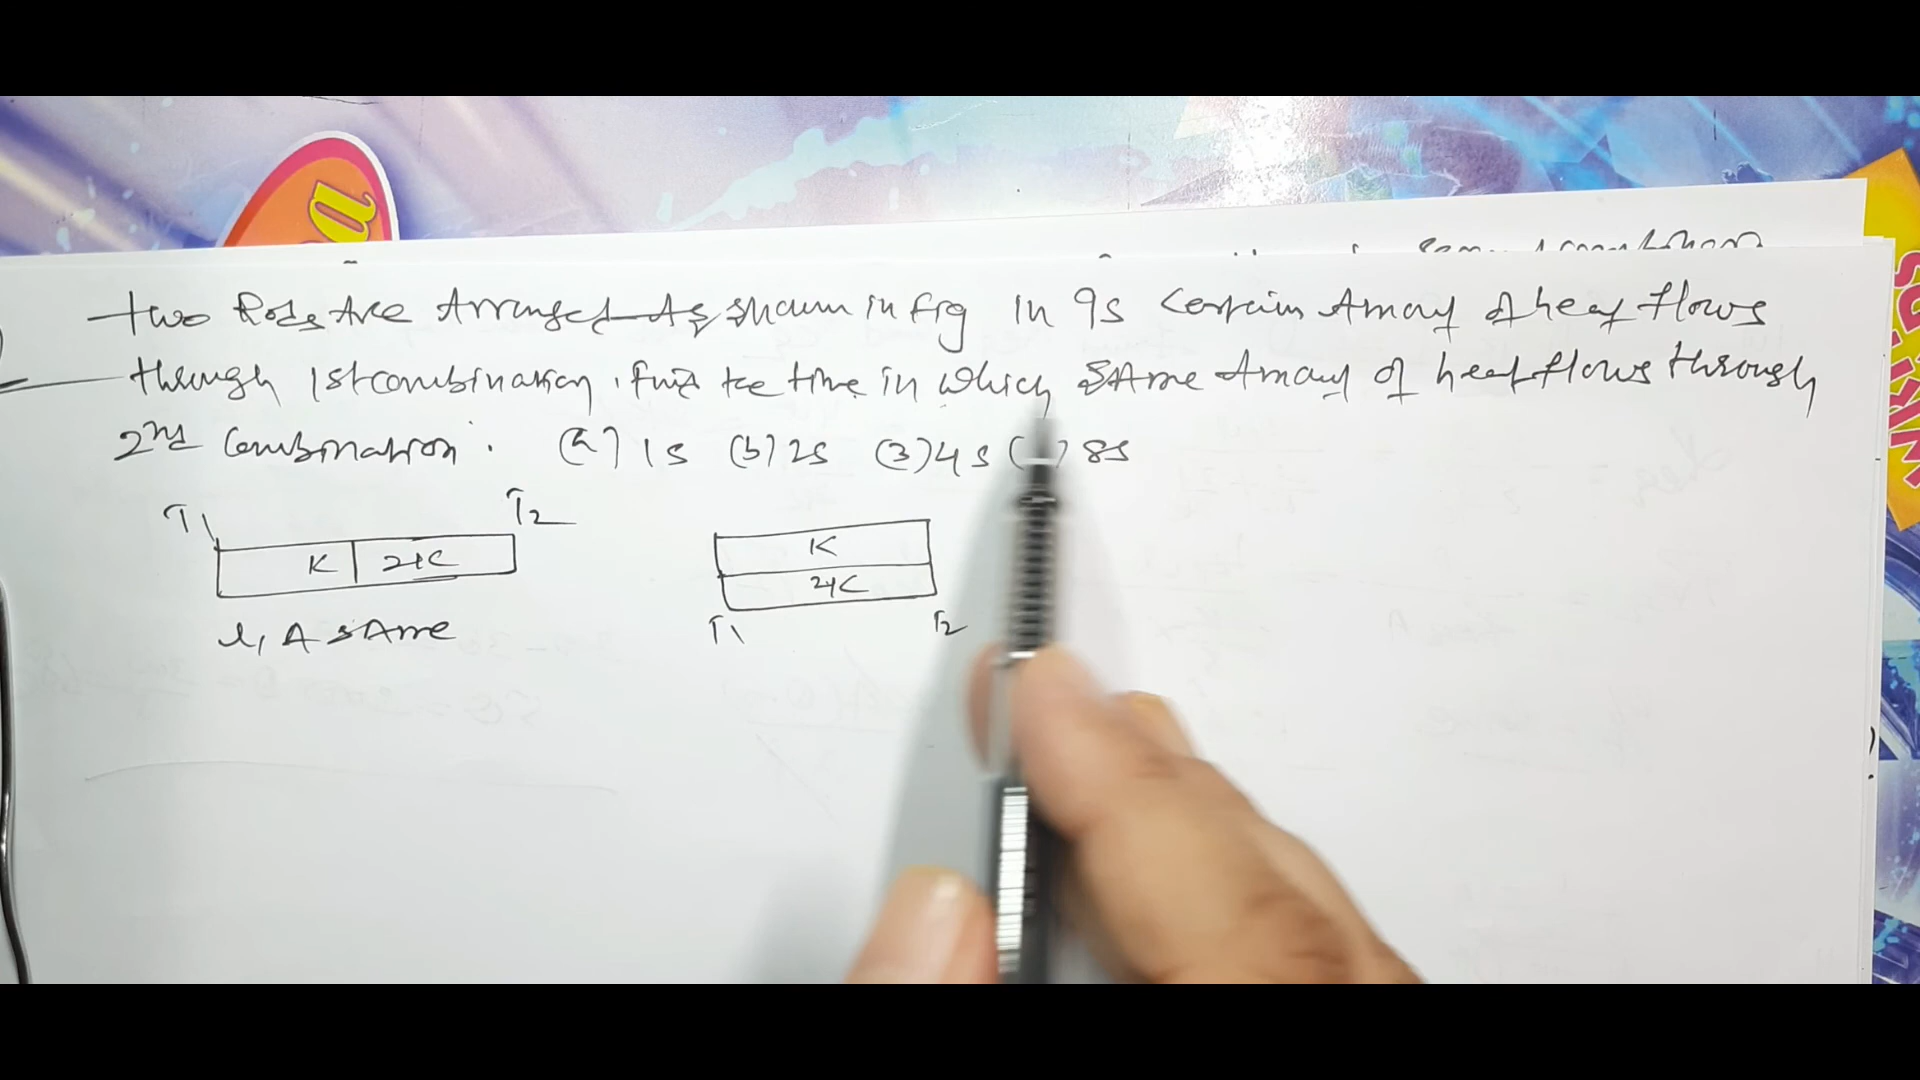 two Rods Are Arranged As shown in fig in 9s certain Amount of heat flows
through 1st combination . find the time in which SAme Amount of heat flows through
2nd combination . (a) 1s (b) 2s (3) 4s ( ) 8s
T1 T2
K 2K
l, A sAme
K
2K
T1 T2